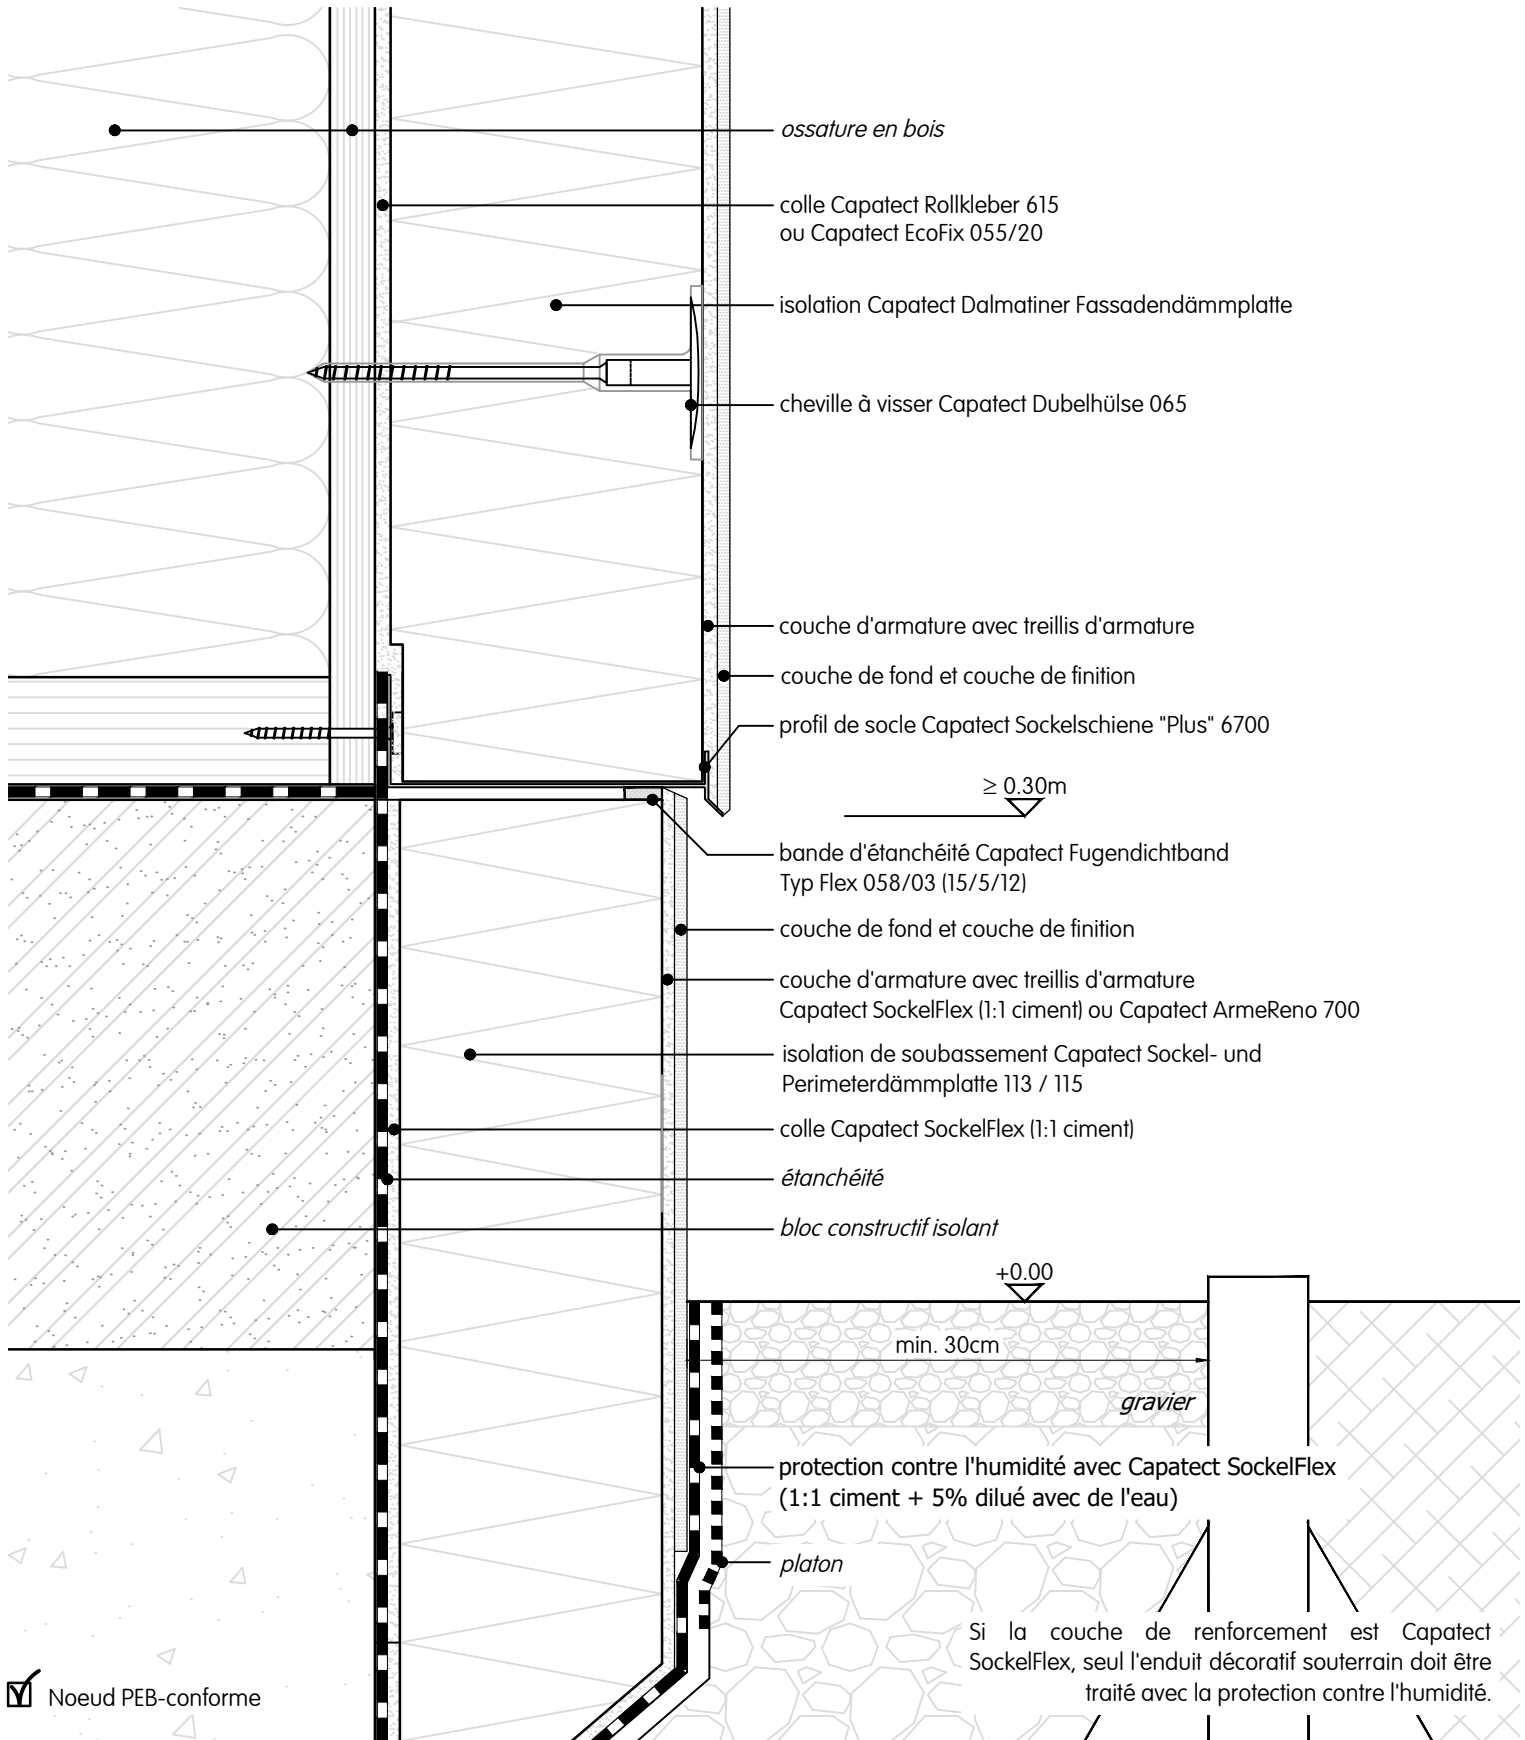 ossature en bois
colle Capatect Rollkleber 615
ou Capatect EcoFix 055/20
isolation Capatect Dalmatiner Fassadendämmplatte
cheville à visser Capatect Dubelhülse 065
couche d'armature avec treillis d'armature
couche de fond et couche de finition
profil de socle Capatect Sockelschiene "Plus" 6700
≥ 0.30m
bande d'étanchéité Capatect Fugendichtband
Typ Flex 058/03 (15/5/12)
couche de fond et couche de finition
couche d'armature avec treillis d'armature
Capatect SockelFlex (1:1 ciment) ou Capatect ArmeReno 700
isolation de soubassement Capatect Sockel- und
Perimeterdämmplatte 113 / 115
colle Capatect SockelFlex (1:1 ciment)
étanchéité
bloc constructif isolant
+0.00
min. 30cm
gravier
protection contre l'humidité avec Capatect SockelFlex
(1:1 ciment + 5% dilué avec de l'eau)
platon
Si la couche de renforcement est Capatect
SockelFlex, seul l'enduit décoratif souterrain doit être
traité avec la protection contre l'humidité.
Noeud PEB-conforme